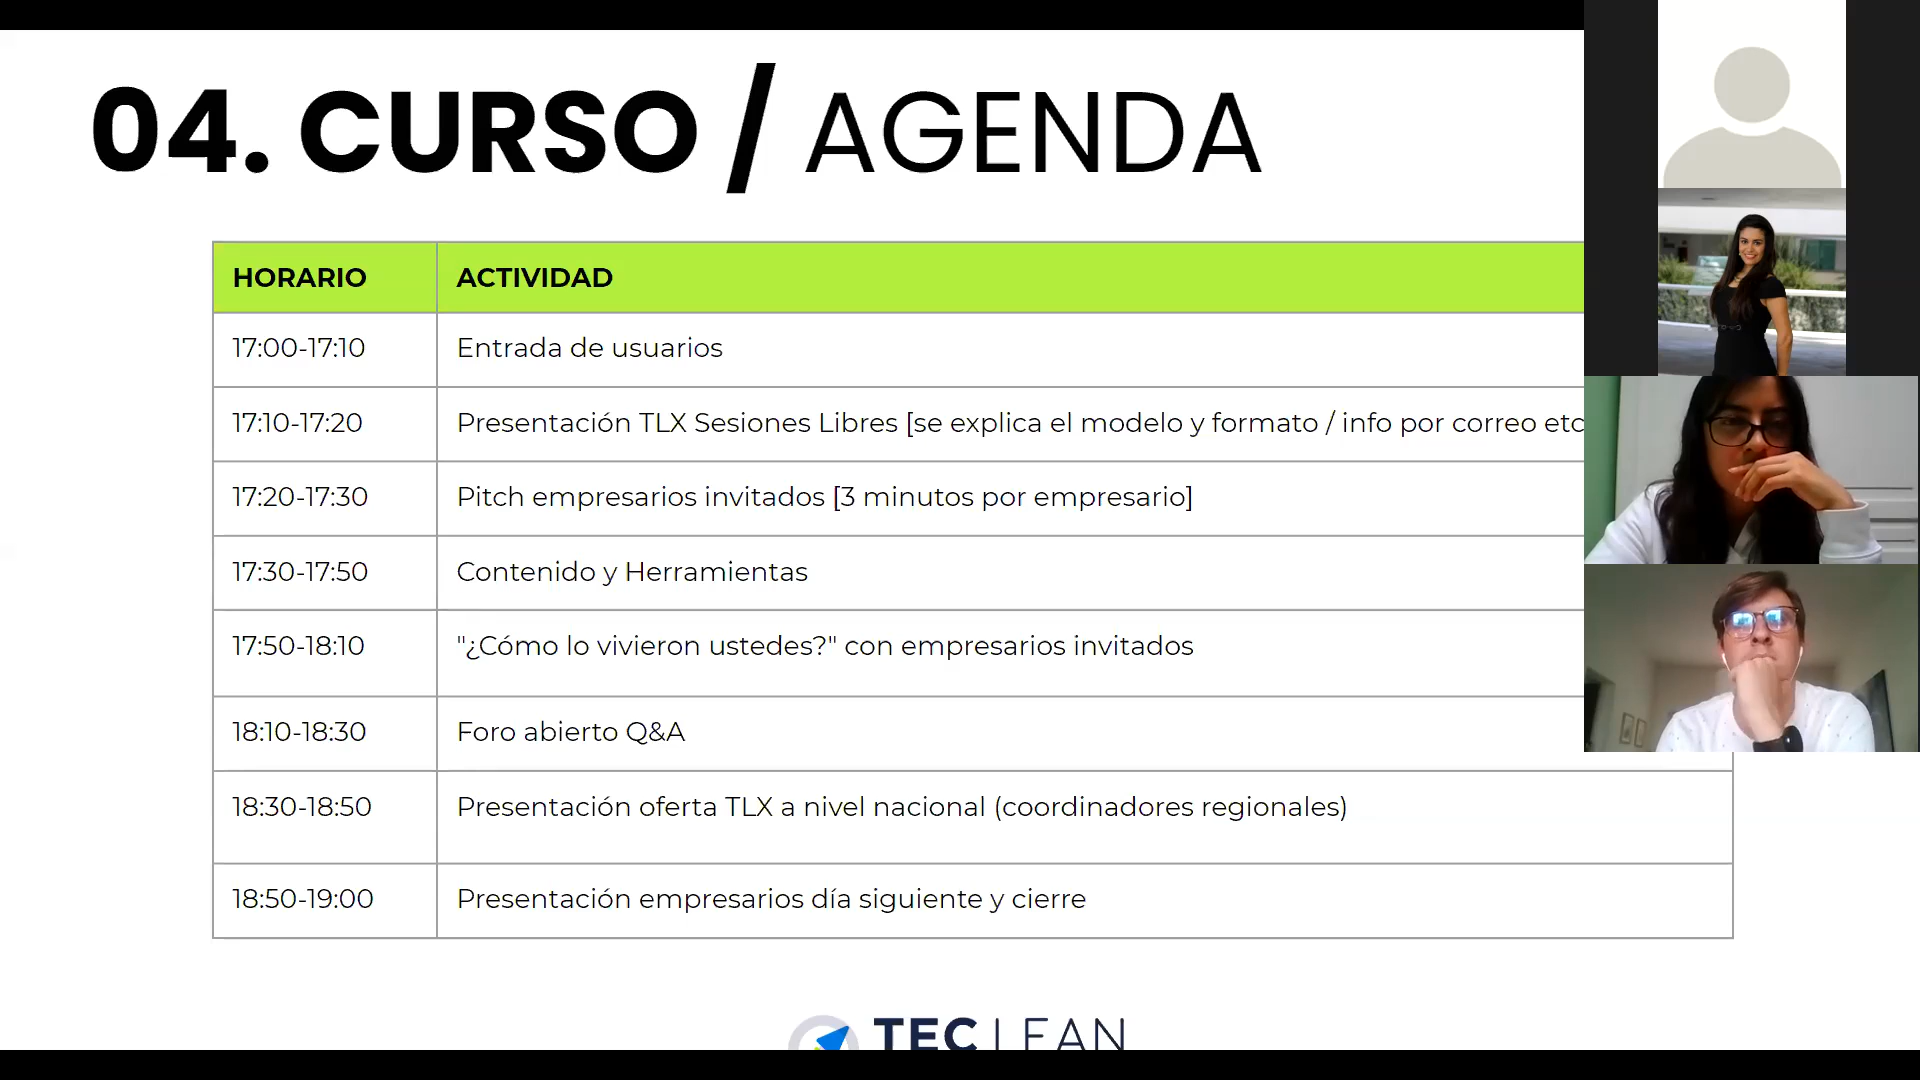 04. CURSO / AGENDA
HORARIO ACTIVIDAD
17:00-17:10 Entrada de usuarios
17:10-17:20 Presentación TLX Sesiones Libres [se explica el modelo y formato / info por correo etc
17:20-17:30 Pitch empresarios invitados [3 minutos por empresario]
17:30-17:50 Contenido y Herramientas
17:50-18:10 "¿Cómo lo vivieron ustedes?" con empresarios invitados
18:10-18:30 Foro abierto Q&A
18:30-18:50 Presentación oferta TLX a nivel nacional (coordinadores regionales)
18:50-19:00 Presentación empresarios día siguiente y cierre
TEC LEAN